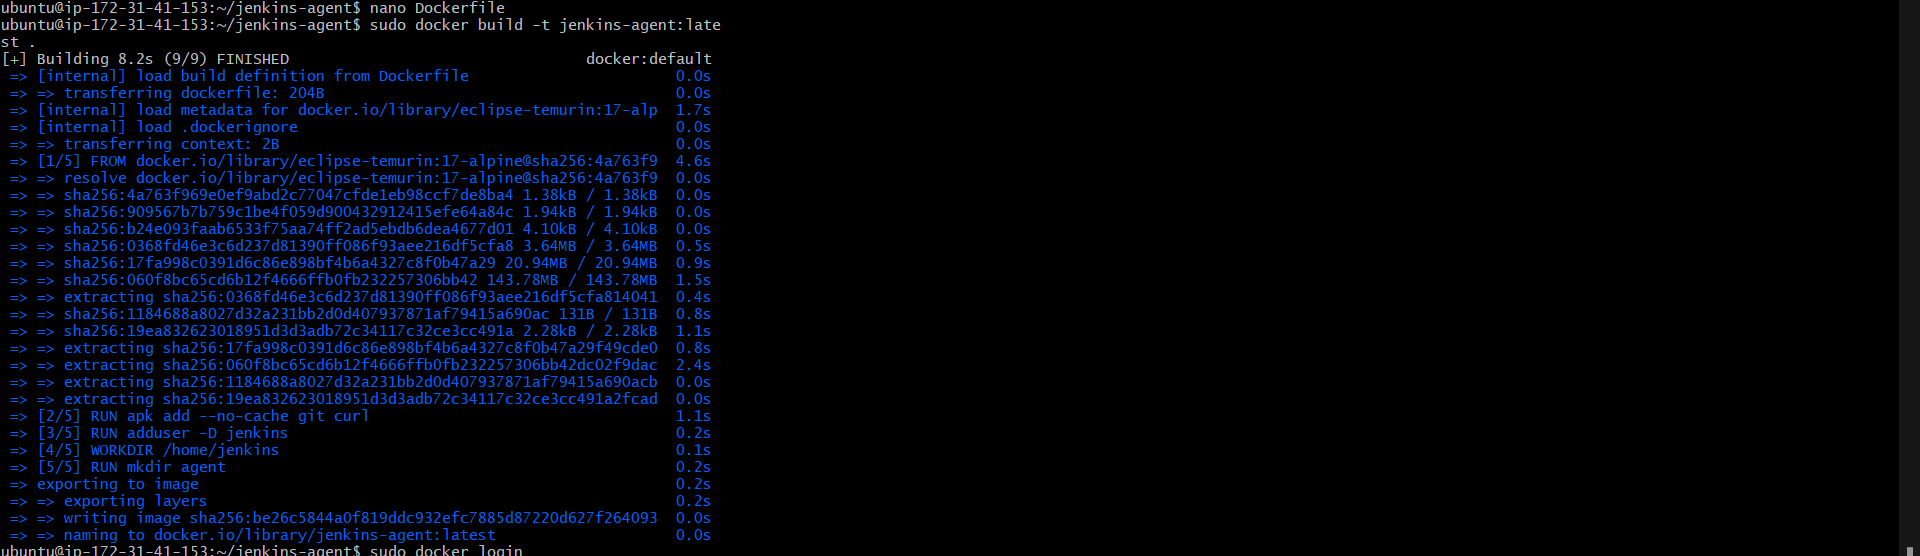 ubuntu@ip-172-31-41-153:~/jenkins-agent$ nano Dockerfile
ubuntu@ip-172-31-41-153:~/jenkins-agent$ sudo docker build -t jenkins-agent:late
st .
[+] Building 8.2s (9/9) FINISHED docker:default
=> [internal] load build definition from Dockerfile 0.0s
=> => transferring dockerfile: 204B 0.0s
=> [internal] load metadata for docker.io/library/eclipse-temurin:17-alp 1.7s
=> [internal] load .dockerignore 0.0s
=> => transferring context: 2B 0.0s
=> [1/5] FROM docker.io/library/eclipse-temurin:17-alpine@sha256:4a763f9 4.6s
=> => resolve docker.io/library/eclipse-temurin:17-alpine@sha256:4a763f9 0.0s
=> => sha256:4a763f969e0ef9abd2c77047cfde1eb98ccf7de8ba4 1.38kB / 1.38kB 0.0s
=> => sha256:909567b7b759c1be4f059d900432912415efe64a84c 1.94kB / 1.94kB 0.0s
=> => sha256:b24e093faab6533f75aa74ff2ad5ebdb6dea4677d01 4.10kB / 4.10kB 0.0s
=> => sha256:0368fd46e3c6d237d81390ff086f93aee216df5cfa8 3.64MB / 3.64MB 0.5s
=> => sha256:17fa998c0391d6c86e898bf4b6a4327c8f0b47a29 20.94MB / 20.94MB 0.9s
=> => sha256:060f8bc65cd6b12f4666ffb0fb232257306bb42 143.78MB / 143.78MB 1.5s
=> => extracting sha256:0368fd46e3c6d237d81390ff086f93aee216df5cfa814041 0.4s
=> => sha256:1184688a8027d32a231bb2d0d407937871af79415a690ac 131B / 131B 0.8s
=> => sha256:19ea832623018951d3d3adb72c34117c32ce3cc491a 2.28kB / 2.28kB 1.1s
=> => extracting sha256:17fa998c0391d6c86e898bf4b6a4327c8f0b47a29f49cde0 0.8s
=> => extracting sha256:060f8bc65cd6b12f4666ffb0fb232257306bb42dc02f9dac 2.4s
=> => extracting sha256:1184688a8027d32a231bb2d0d407937871af79415a690acb 0.0s
=> => extracting sha256:19ea832623018951d3d3adb72c34117c32ce3cc491a2fcad 0.0s
=> [2/5] RUN apk add --no-cache git curl 1.1s
=> [3/5] RUN adduser -D jenkins 0.2s
=> [4/5] WORKDIR /home/jenkins 0.1s
=> [5/5] RUN mkdir agent 0.2s
=> exporting to image 0.2s
=> => exporting layers 0.2s
=> => writing image sha256:be26c5844a0f819ddc932efc7885d87220d627f264093 0.0s
=> => naming to docker.io/library/jenkins-agent:latest 0.0s
ubuntu@ip-172-31-41-153:~/jenkins-agent$ sudo docker login